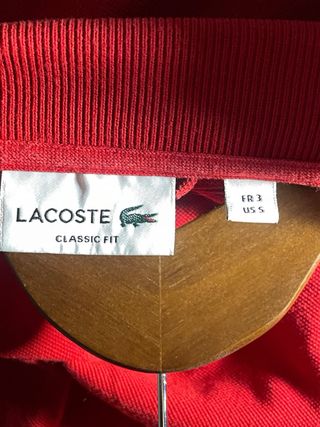 LACOSTE
CLASSIC FIT
FR 3
US S